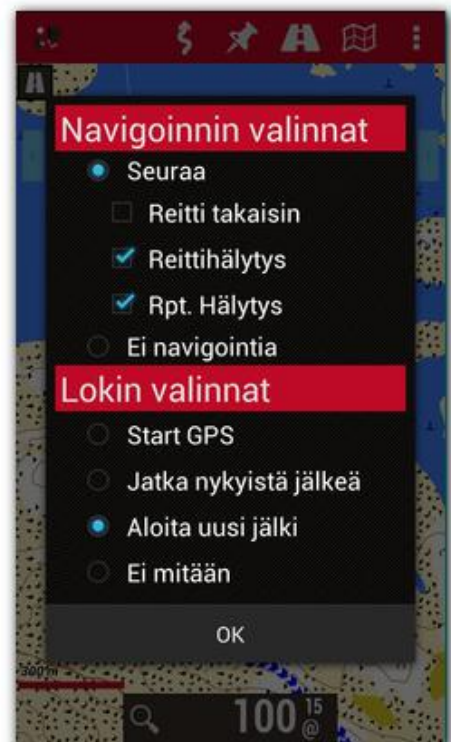 Navigoinnin valinnat
Seuraa
Reitti takaisin
Reittihälytys
Rpt. Hälytys
Ei navigointia
Lokin valinnat
Start GPS
Jatka nykyistä jälkeä
Aloita uusi jälki
Ei mitään
OK
300 m
100 15 @